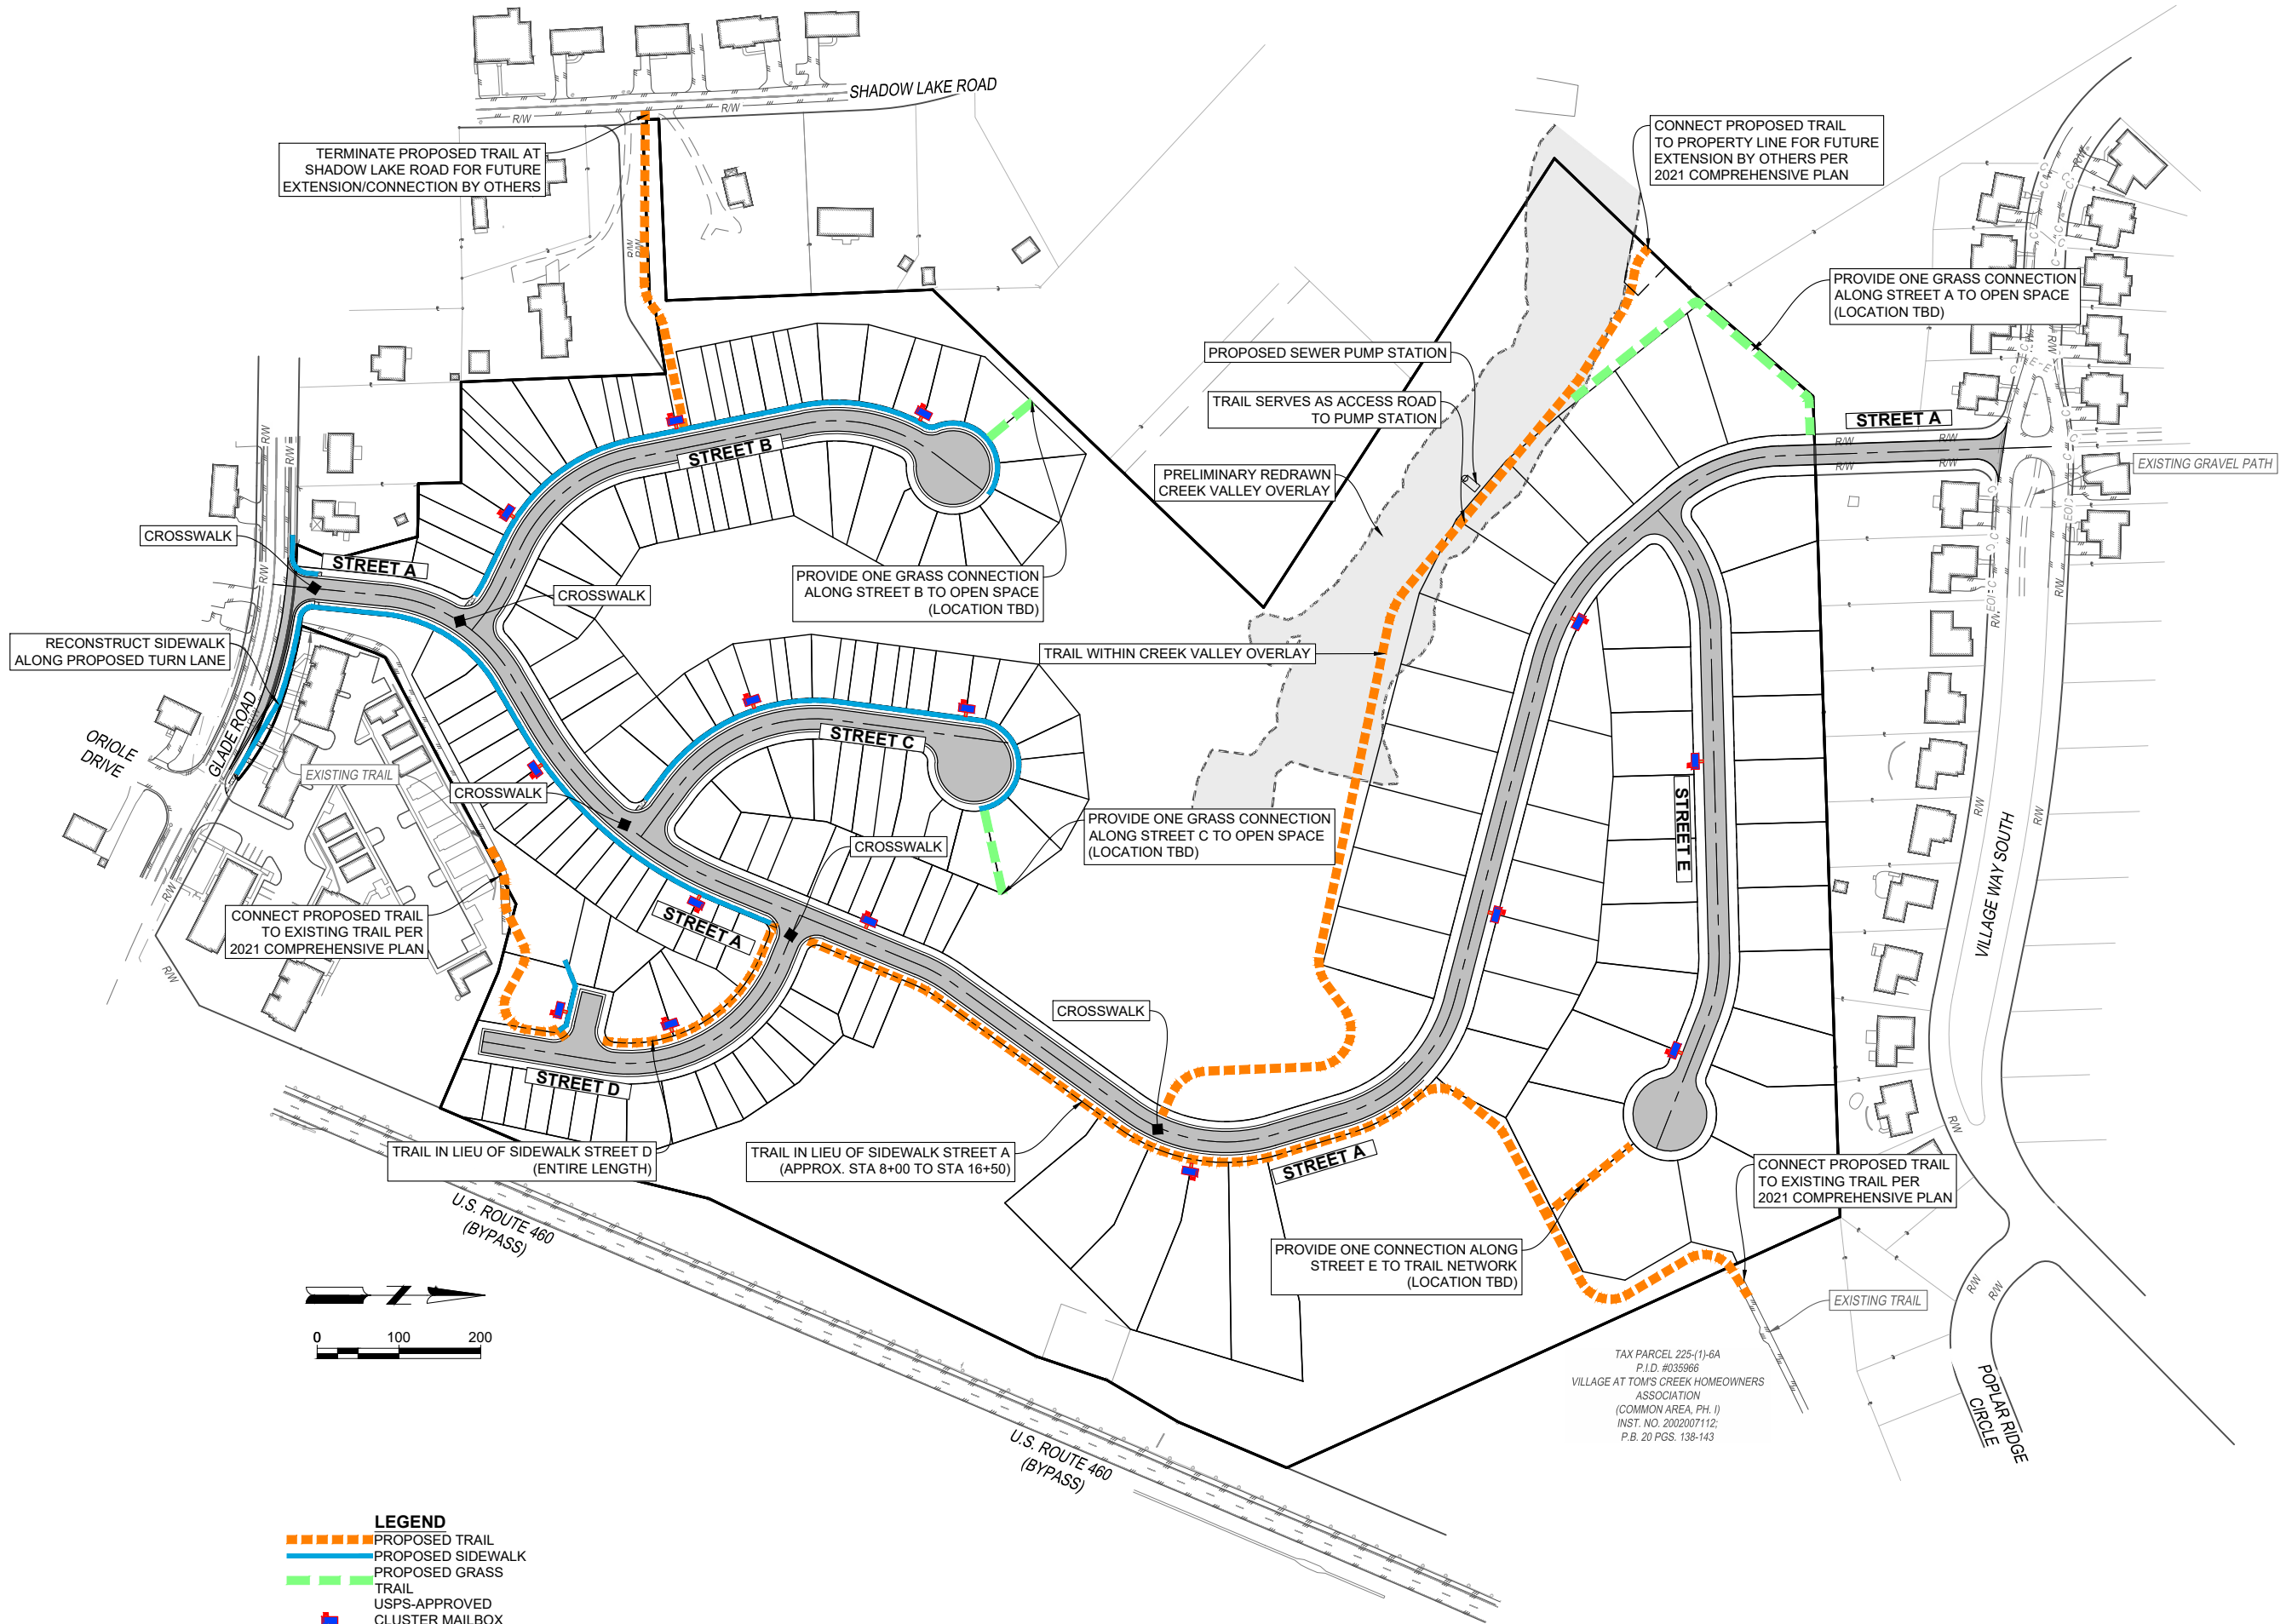 SHADOW LAKE ROAD
R/W
R/W
TERMINATE PROPOSED TRAIL AT
SHADOW LAKE ROAD FOR FUTURE
EXTENSION/CONNECTION BY OTHERS
CONNECT PROPOSED TRAIL
TO PROPERTY LINE FOR FUTURE
EXTENSION BY OTHERS PER
2021 COMPREHENSIVE PLAN
R/W
R/W
PROVIDE ONE GRASS CONNECTION
ALONG STREET A TO OPEN SPACE
(LOCATION TBD)
R/W
R/W
PROPOSED SEWER PUMP STATION
TRAIL SERVES AS ACCESS ROAD
TO PUMP STATION
STREET A
R/W
R/W
R/W
R/W
EXISTING GRAVEL PATH
PRELIMINARY REDRAWN
CREEK VALLEY OVERLAY
STREET B
R/W
R/W
CROSSWALK
STREET A
R/W
PROVIDE ONE GRASS CONNECTION
ALONG STREET B TO OPEN SPACE
(LOCATION TBD)
CROSSWALK
R/W
R/W
RECONSTRUCT SIDEWALK
ALONG PROPOSED TURN LANE
TRAIL WITHIN CREEK VALLEY OVERLAY
GLADE ROAD
ORIOLE
DRIVE
EXISTING TRAIL
STREET C
CROSSWALK
PROVIDE ONE GRASS CONNECTION
ALONG STREET C TO OPEN SPACE
(LOCATION TBD)
STREET E
R/W
R/W
VILLAGE WAY SOUTH
CROSSWALK
R/W
CONNECT PROPOSED TRAIL
TO EXISTING TRAIL PER
2021 COMPREHENSIVE PLAN
STREET A
R/W
CROSSWALK
STREET D
TRAIL IN LIEU OF SIDEWALK STREET D
(ENTIRE LENGTH)
TRAIL IN LIEU OF SIDEWALK STREET A
(APPROX. STA 8+00 TO STA 16+50)
STREET A
R/W
CONNECT PROPOSED TRAIL
TO EXISTING TRAIL PER
2021 COMPREHENSIVE PLAN
U.S. ROUTE 460
(BYPASS)
PROVIDE ONE CONNECTION ALONG
STREET E TO TRAIL NETWORK
(LOCATION TBD)
R/W
R/W
EXISTING TRAIL
N
0 100 200
TAX PARCEL 225-(1)-6A
P.I.D. #035966
VILLAGE AT TOM'S CREEK HOMEOWNERS
ASSOCIATION
(COMMON AREA, PH. I)
INST. NO. 2002007112;
P.B. 20 PGS. 138-143
POPLAR RIDGE
CIRCLE
U.S. ROUTE 460
(BYPASS)
LEGEND
PROPOSED TRAIL
PROPOSED SIDEWALK
PROPOSED GRASS
TRAIL
USPS-APPROVED
CLUSTER MAILBOX